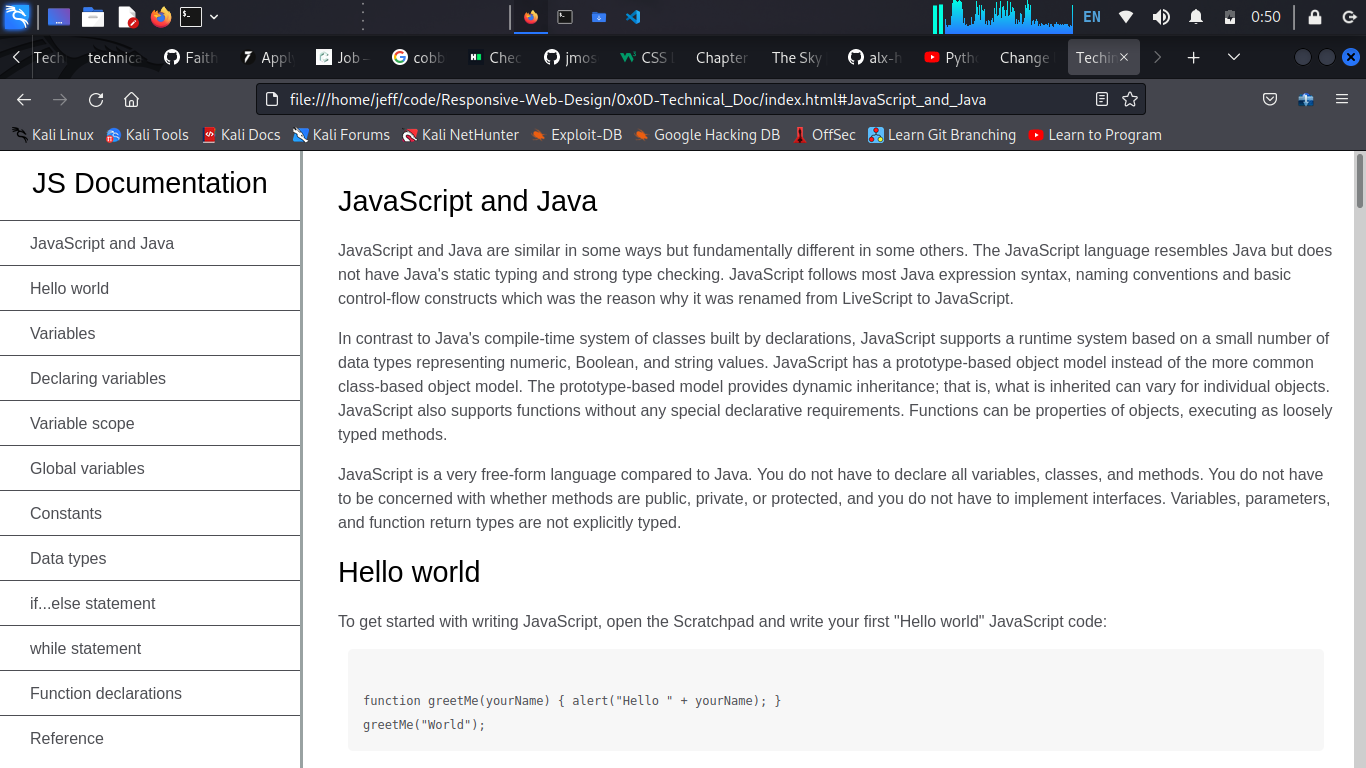 EN
0:50
Tech
technica
Faith
Apply
Job
cobb
Chec
jmos
CSS
Chapter
The Sky
alx-h
Pytho
Change
Techin
file:///home/jeff/code/Responsive-Web-Design/0x0D-Technical_Doc/index.html#JavaScript_and_Java
Kali Linux
Kali Tools
Kali Docs
Kali Forums
Kali NetHunter
Exploit-DB
Google Hacking DB
OffSec
Learn Git Branching
Learn to Program
JS Documentation
JavaScript and Java
Hello world
Variables
Declaring variables
Variable scope
Global variables
Constants
Data types
if...else statement
while statement
Function declarations
Reference
JavaScript and Java
JavaScript and Java are similar in some ways but fundamentally different in some others. The JavaScript language resembles Java but does
not have Java's static typing and strong type checking. JavaScript follows most Java expression syntax, naming conventions and basic
control-flow constructs which was the reason why it was renamed from LiveScript to JavaScript.
In contrast to Java's compile-time system of classes built by declarations, JavaScript supports a runtime system based on a small number of
data types representing numeric, Boolean, and string values. JavaScript has a prototype-based object model instead of the more common
class-based object model. The prototype-based model provides dynamic inheritance; that is, what is inherited can vary for individual objects.
JavaScript also supports functions without any special declarative requirements. Functions can be properties of objects, executing as loosely
typed methods.
JavaScript is a very free-form language compared to Java. You do not have to declare all variables, classes, and methods. You do not have
to be concerned with whether methods are public, private, or protected, and you do not have to implement interfaces. Variables, parameters,
and function return types are not explicitly typed.
Hello world
To get started with writing JavaScript, open the Scratchpad and write your first "Hello world" JavaScript code:
function greetMe(yourName) { alert("Hello " + yourName); }
greetMe("World");